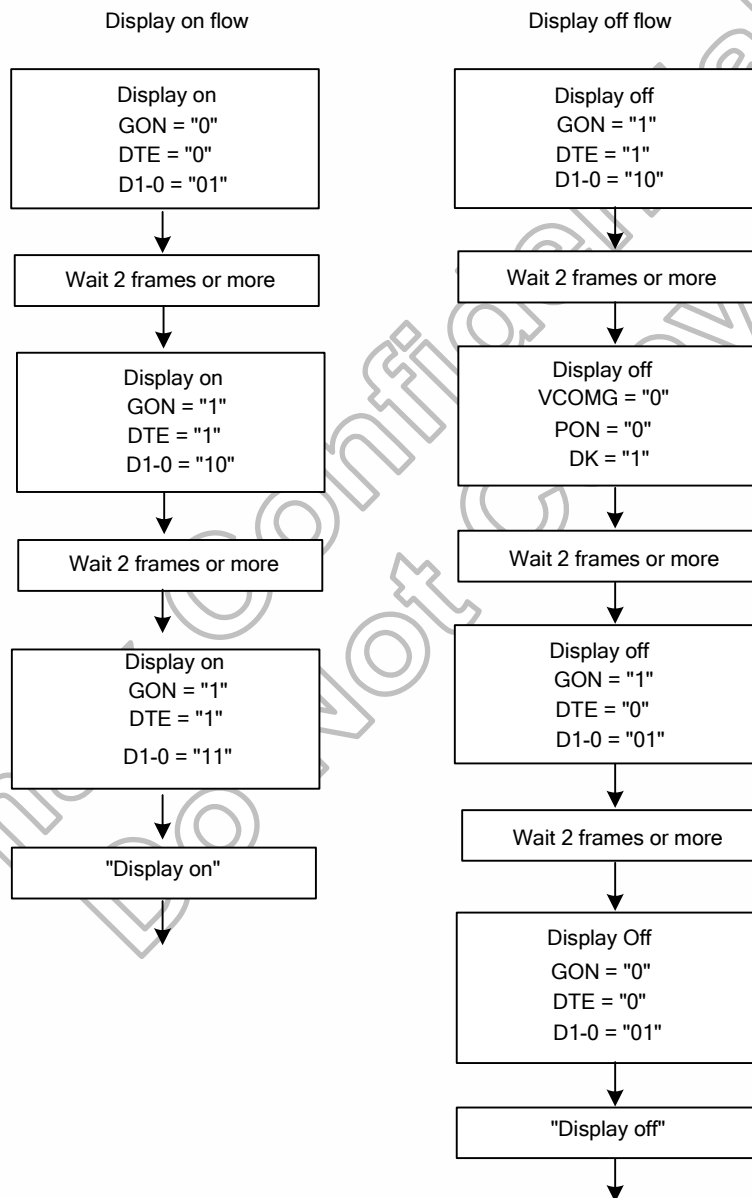 Display on flow
Display on
GON = "0"
DTE = "0"
D1-0 = "01"
Wait 2 frames or more
Display on
GON = "1"
DTE = "1"
D1-0 = "10"
Wait 2 frames or more
Display on
GON = "1"
DTE = "1"
D1-0 = "11"
"Display on"
Display off flow
Display off
GON = "1"
DTE = "1"
D1-0 = "10"
Wait 2 frames or more
Display off
VCOMG = "0"
PON = "0"
DK = "1"
Wait 2 frames or more
Display off
GON = "1"
DTE = "0"
D1-0 = "01"
Wait 2 frames or more
Display Off
GON = "0"
DTE = "0"
D1-0 = "01"
"Display off"
Do Not